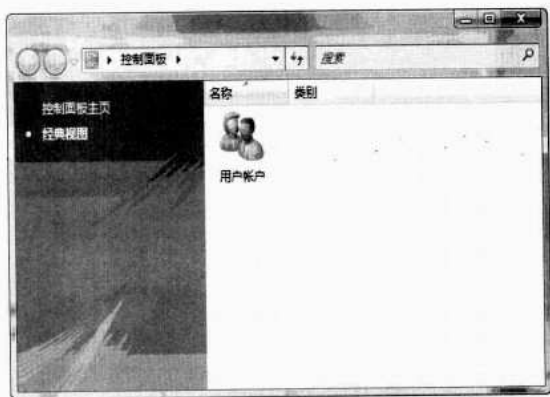 控制面板
搜索
控制面板主页
经典视图
名称 类别
用户帐户